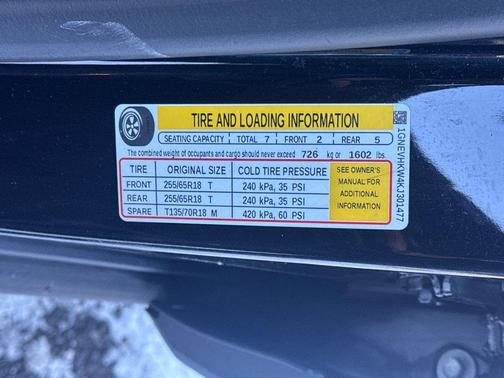 TIRE AND LOADING INFORMATION
SEATING CAPACITY TOTAL 7 FRONT 2 REAR 5
The combined weight of occupants and cargo should never exceed 726 kg or 1602 lbs.
TIRE ORIGINAL SIZE COLD TIRE PRESSURE
FRONT 255/65R18 T 240 kPa, 35 PSI
REAR 255/65R18 T 240 kPa, 35 PSI
SPARE T135/70R18 M 420 kPa, 60 PSI
SEE OWNER'S
MANUAL FOR
ADDITIONAL
INFORMATION
1GNEVHKW4KJ301477